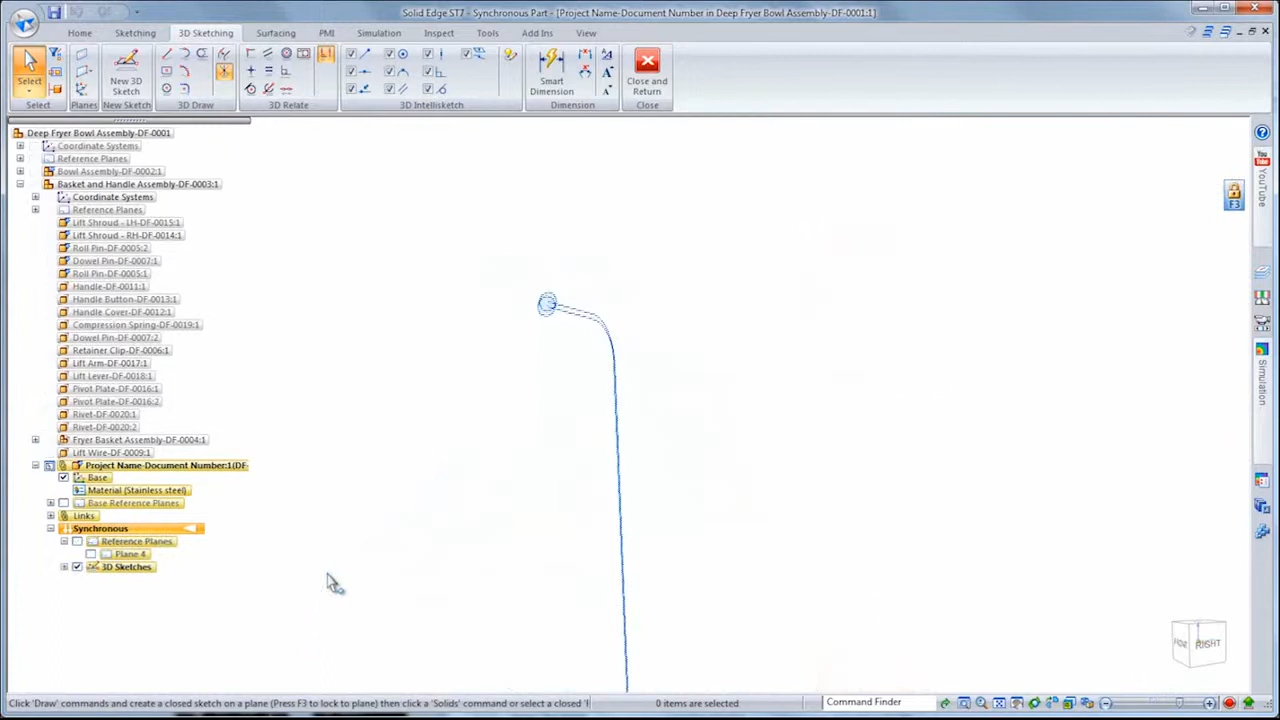 Solid Edge ST7 - Synchronous Part - [Project Name-Document Number in Deep Fryer Bowl Assembly-DF-0001:1]
Home
Sketching
3D Sketching
Surfacing
PMI
Simulation
Inspect
Tools
Add Ins
View
Select
New 3D Sketch
Smart Dimension
Close and Return
Select
Planes
New Sketch
3D Draw
3D Relate
3D Intellisketch
Dimension
Close
Deep Fryer Bowl Assembly-DF-0001
Coordinate Systems
Reference Planes
Bowl Assembly-DF-0002:1
Basket and Handle Assembly-DF-0003:1
Coordinate Systems
Reference Planes
Lift Shroud - LH-DF-0015:1
Lift Shroud - RH-DF-0014:1
Roll Pin-DF-0005:2
Dowel Pin-DF-0007:1
Roll Pin-DF-0005:1
Handle-DF-0011:1
Handle Button-DF-0013:1
Handle Cover-DF-0012:1
Compression Spring-DF-0019:1
Dowel Pin-DF-0007:2
Retainer Clip-DF-0006:1
Lift Arm-DF-0017:1
Lift Lever-DF-0018:1
Pivot Plate-DF-0016:1
Pivot Plate-DF-0016:2
Rivet-DF-0020:1
Rivet-DF-0020:2
Fryer Basket Assembly-DF-0004:1
Lift Wire-DF-0009:1
Project Name-Document Number:1(DF-
Base
Material (Stainless steel)
Base Reference Planes
Links
Synchronous
Reference Planes
Plane 4
3D Sketches
F3
YouTube
Simulation
RIGHT
Click 'Draw' commands and create a closed sketch on a plane (Press F3 to lock to plane) then click a 'Solids' command or select a closed 'I
0 items are selected
Command Finder